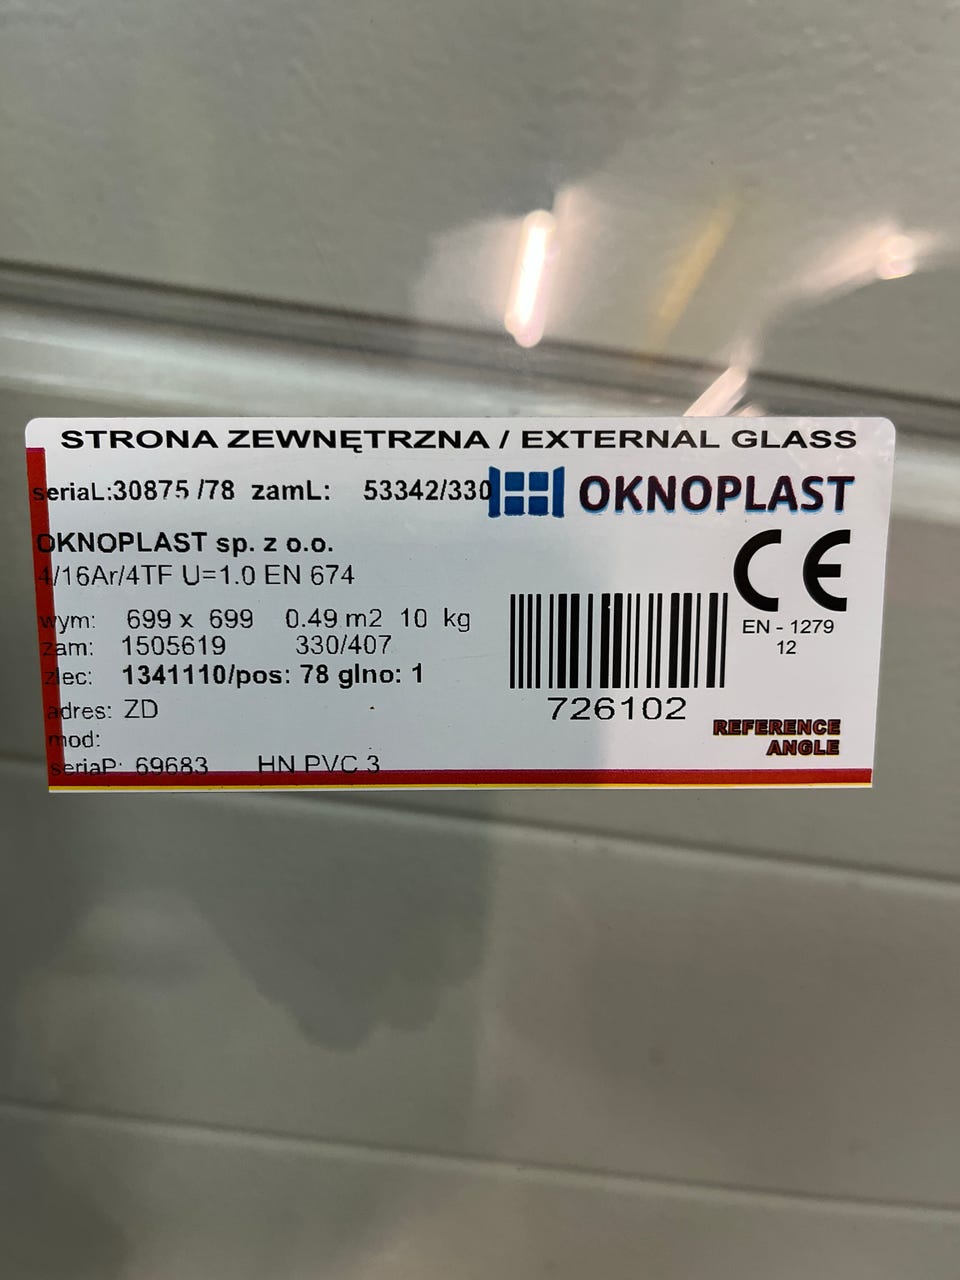 STRONA ZEWNĘTRZNA / EXTERNAL GLASS
seriaL:30875 /78 zamL: 53342/330
OKNOPLAST
OKNOPLAST sp. z o.o.
4/16Ar/4TF U=1.0 EN 674
CE
wym: 699 x 699 0.49 m2 10 kg
EN - 1279
12
zam: 1505619 330/407
zlec: 1341110/pos: 78 glno: 1
726102
adres: ZD
REFERENCE
ANGLE
mod:
seriaP: 69683 HN PVC 3